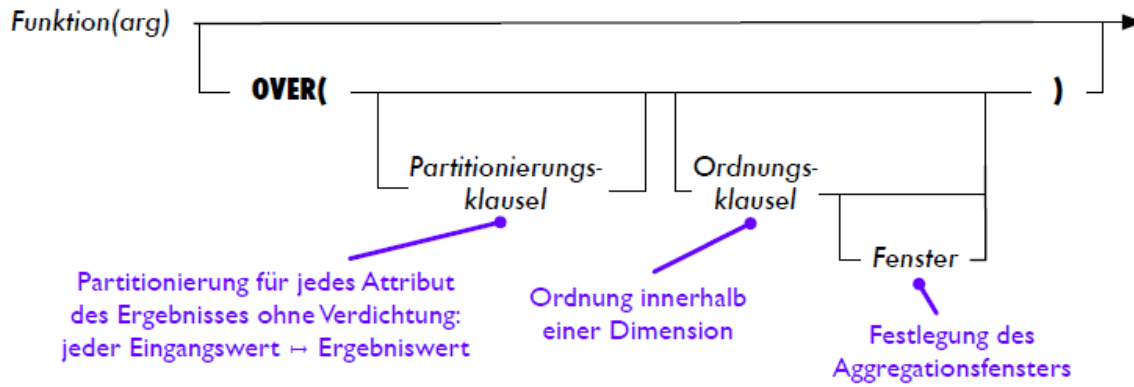 Funktion(arg)
OVER( )
Partitionierungs-
klausel
Ordnungs-
klausel
Fenster
Partitionierung für jedes Attribut
des Ergebnisses ohne Verdichtung:
jeder Eingangswert ↦ Ergebniswert
Ordnung innerhalb
einer Dimension
Festlegung des
Aggregationsfensters